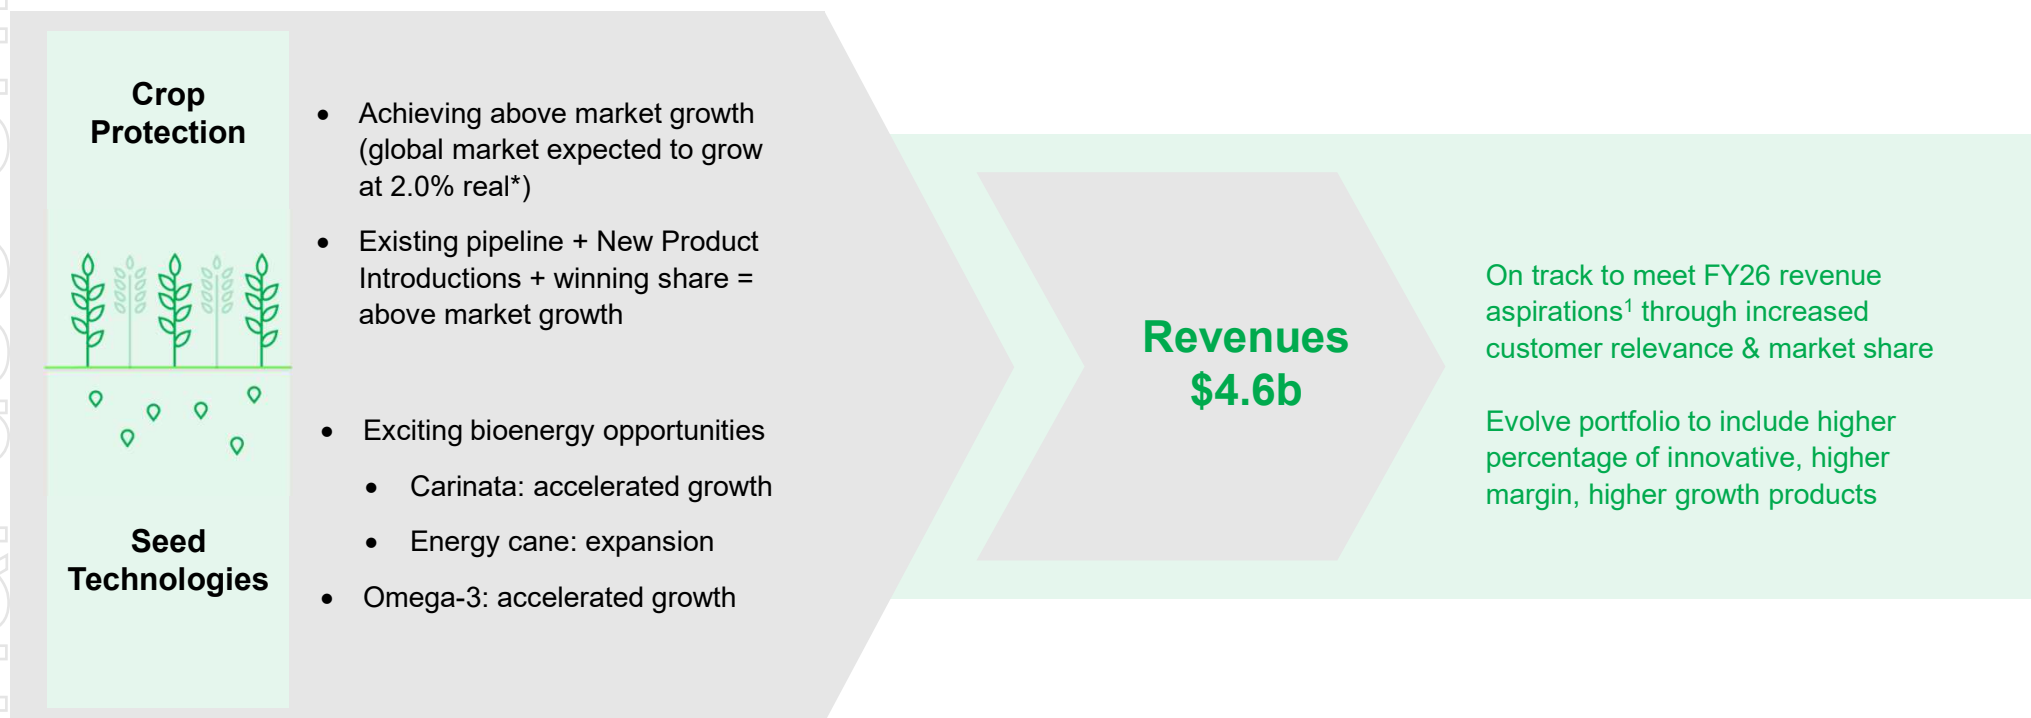 Crop
Protection
• Achieving above market growth
(global market expected to grow
at 2.0% real*)
• Existing pipeline + New Product
Introductions + winning share =
above market growth
Seed
Technologies
• Exciting bioenergy opportunities
• Carinata: accelerated growth
• Energy cane: expansion
• Omega-3: accelerated growth
Revenues
$4.6b
On track to meet FY26 revenue
aspirations¹ through increased
customer relevance & market share
Evolve portfolio to include higher
percentage of innovative, higher
margin, higher growth products